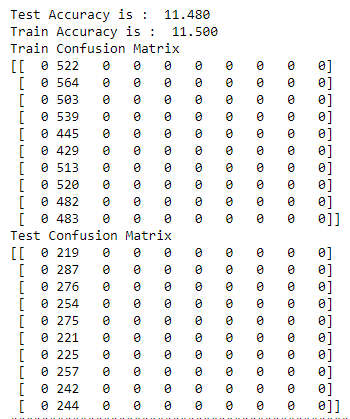 Test Accuracy is :  11.480
Train Accuracy is :  11.500
Train Confusion Matrix
[[  0 522   0   0   0   0   0   0   0   0]
 [  0 564   0   0   0   0   0   0   0   0]
 [  0 503   0   0   0   0   0   0   0   0]
 [  0 539   0   0   0   0   0   0   0   0]
 [  0 445   0   0   0   0   0   0   0   0]
 [  0 429   0   0   0   0   0   0   0   0]
 [  0 513   0   0   0   0   0   0   0   0]
 [  0 520   0   0   0   0   0   0   0   0]
 [  0 482   0   0   0   0   0   0   0   0]
 [  0 483   0   0   0   0   0   0   0   0]]
Test Confusion Matrix
[[  0 219   0   0   0   0   0   0   0   0]
 [  0 287   0   0   0   0   0   0   0   0]
 [  0 276   0   0   0   0   0   0   0   0]
 [  0 254   0   0   0   0   0   0   0   0]
 [  0 275   0   0   0   0   0   0   0   0]
 [  0 221   0   0   0   0   0   0   0   0]
 [  0 225   0   0   0   0   0   0   0   0]
 [  0 257   0   0   0   0   0   0   0   0]
 [  0 242   0   0   0   0   0   0   0   0]
 [  0 244   0   0   0   0   0   0   0   0]]